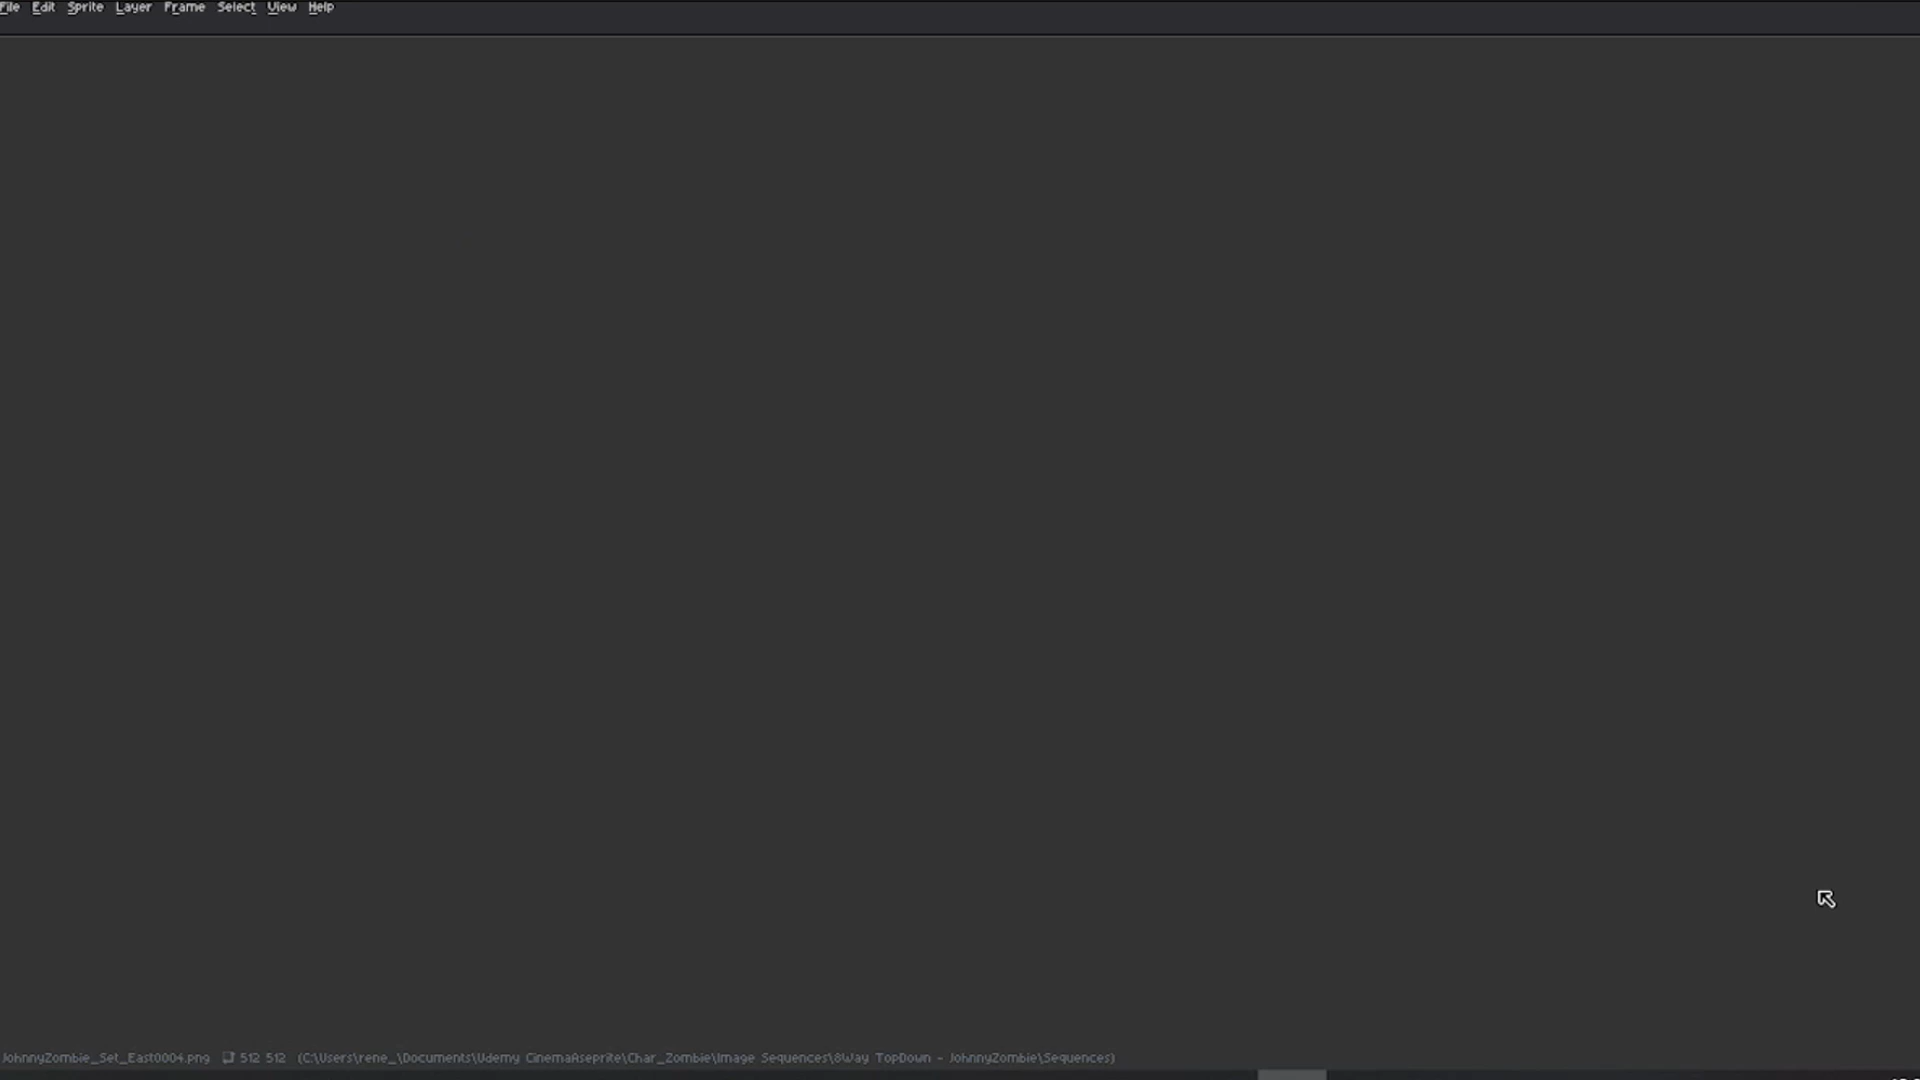 File Edit Sprite Layer Frame Select View Help
JohnnyZombie_Set_East0004.png 512 512 (C:\Users\rene_\Documents\Udemy CinemaAseprite\Char_Zombie\Image Sequences\8Way TopDown - JohnnyZombie\Sequences)